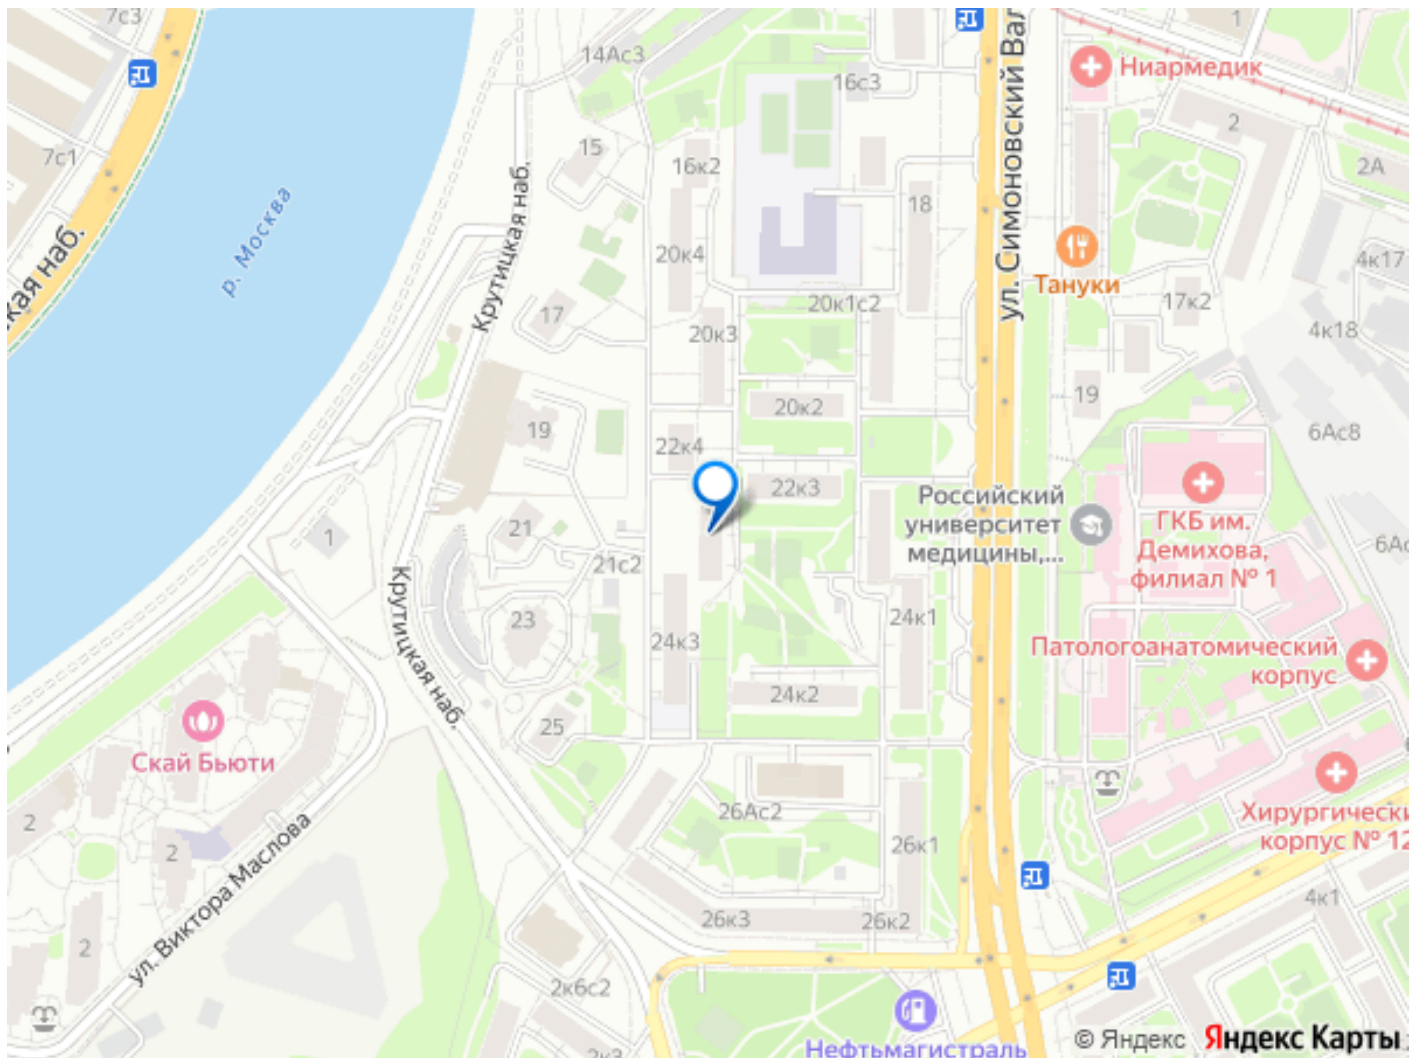 7с3
14Ас3
1
16с3
Ниармедик
ул. Симоновский Вал
7с1
15
2
2А
16к2
Крутицкая наб.
р. Москва
18
20к4
Тануки
4к17
кая наб.
17
20к1с2
17к2
20к3
4к18
19
20к2
19
6Ас8
22к4
22к3
Российский
университет
медицины,...
ГКБ им.
Демихова,
филиал № 1
1
21
21с2
Крутицкая наб.
23
24к1
24к3
Патологоанатомический
корпус
24к2
25
Скай Бьюти
26Ас2
2
Хирургически
корпус № 12
26к1
2
ул. Виктора Маслова
4к1
26к3
26к2
2
2к6с2
Нефтьмагистраль
2к3
© Яндекс Яндекс Карты